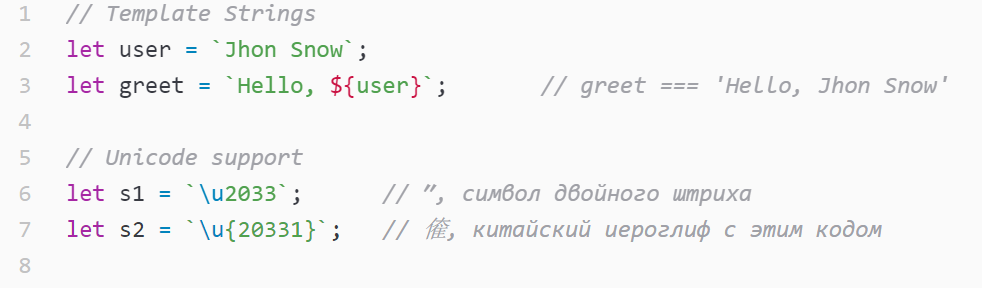 1 // Template Strings
2 let user = `Jhon Snow`;
3 let greet = `Hello, ${user}`; // greet === 'Hello, Jhon Snow'
4
5 // Unicode support
6 let s1 = `\u2033`; // ″, символ двойного штриха
7 let s2 = `\u{20331}`; // 𠌱, китайский иероглиф с этим кодом
8